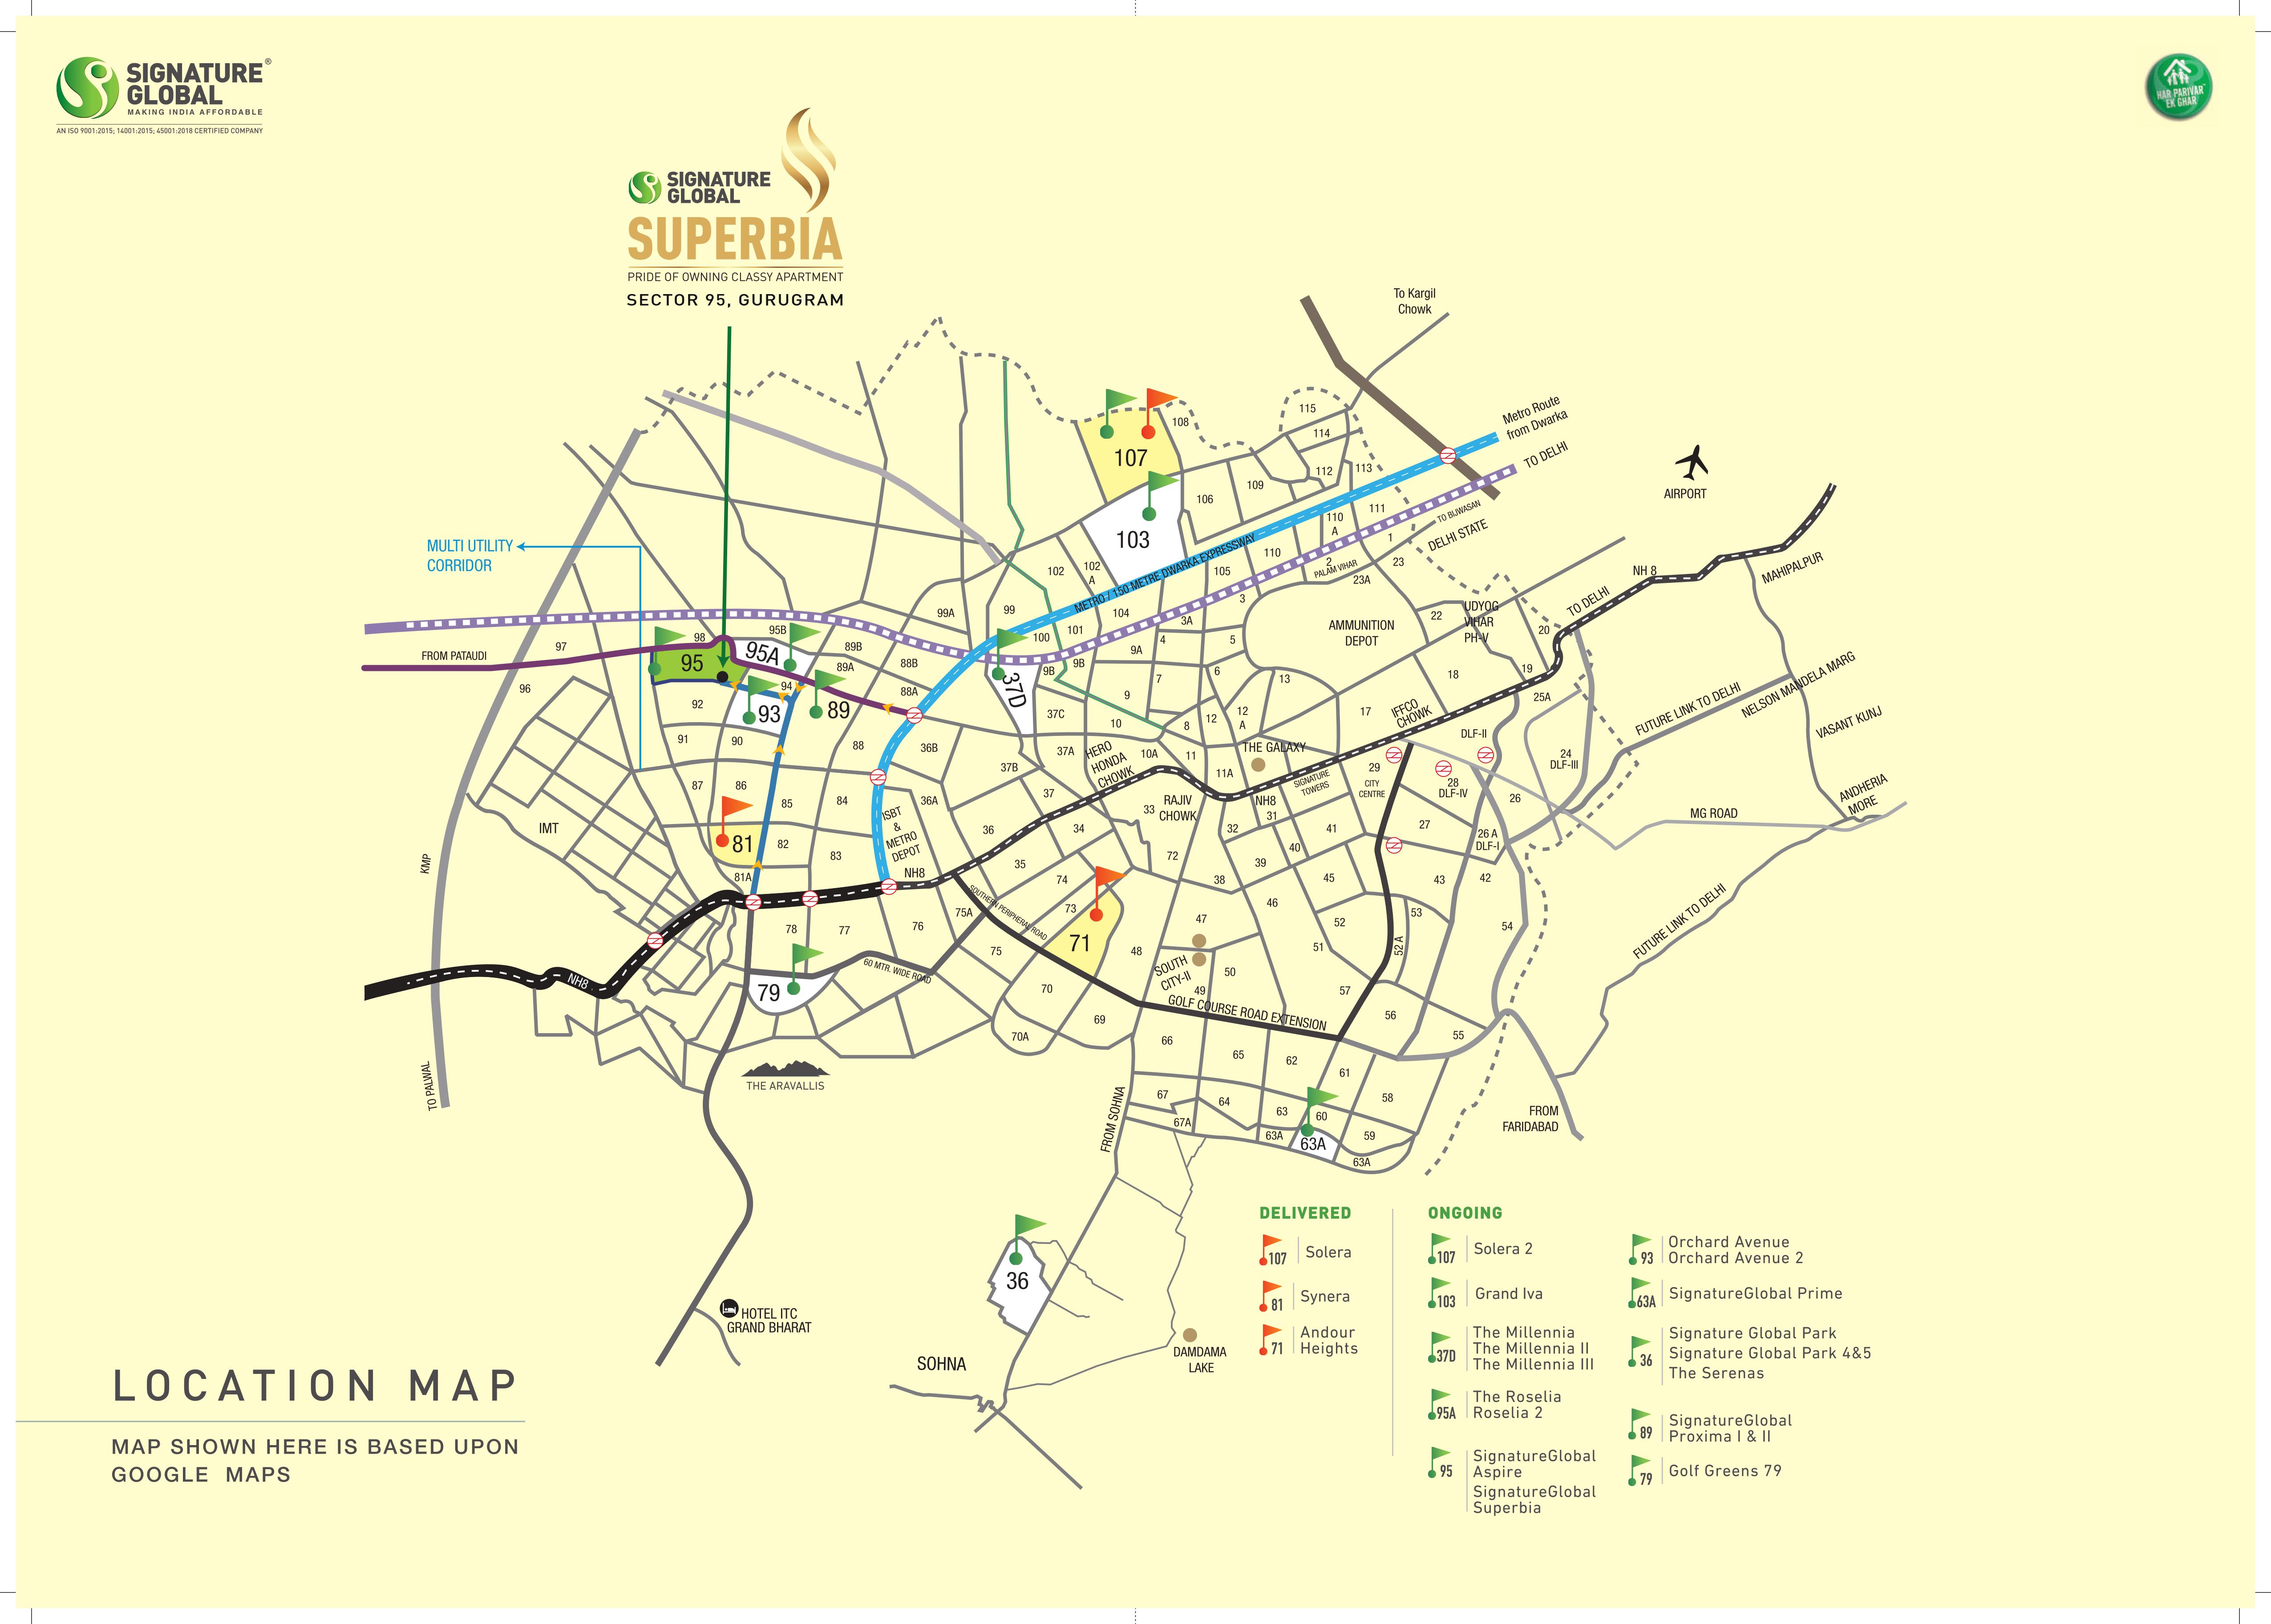 SIGNATURE®
GLOBAL
MAKING INDIA AFFORDABLE
AN ISO 9001:2015; 14001:2015; 45001:2018 CERTIFIED COMPANY
HAR PARIVAR
EK GHAR
SIGNATURE
GLOBAL
SUPERBIA
PRIDE OF OWNING CLASSY APARTMENT
SECTOR 95, GURUGRAM
To Kargil
Chowk
Metro Route
from Dwarka
TO DELHI
AIRPORT
115
108
114
107
112
113
109
106
111
110
A
TO BIJWASAN
DELHI STATE
1
103
MULTI UTILITY
CORRIDOR
METRO / 150 METRE DWARKA EXPRESSWAY
110
2
PALAM VIHAR
23
23A
102
102
A
105
NH 8
MAHIPALPUR
TO DELHI
99A
99
104
3
3A
22
UDYOG
VIHAR
PH-V
20
AMMUNITION
DEPOT
100
101
4
5
98
95B
97
FROM PATAUDI
95
95A
89B
89A
88B
9A
9B
9B
6
7
13
18
19
96
94
88A
37D
9
25A
NELSON MANDELA MARG
FUTURE LINK TO DELHI
92
93
89
37C
10
8
12
12
A
17
IFFCO
CHOWK
VASANT KUNJ
91
90
88
36B
37A
HERO
HONDA
CHOWK
10A
11
THE GALAXY
DLF-II
24
DLF-III
37B
11A
SIGNATURE
TOWERS
29
CITY
CENTRE
28
DLF-IV
26
87
86
85
84
36A
37
33
RAJIV
CHOWK
NH8
31
ANDHERIA
MORE
MG ROAD
IMT
ISBT
&
METRO
DEPOT
36
34
32
41
27
26 A
DLF-I
81
82
83
72
39
40
KMP
81A
NH8
35
74
38
45
43
42
SOUTHERN PERIPHERAL ROAD
75A
73
46
53
78
77
76
47
52
54
75
71
48
51
52 A
60 MTR. WIDE ROAD
SOUTH
CITY-II
50
FUTURE LINK TO DELHI
NH8
79
70
49
57
GOLF COURSE ROAD EXTENSION
56
69
70A
66
55
65
62
61
THE ARAVALLIS
TO PALWAL
67
64
58
63
60
FROM SOHNA
67A
63A
63A
59
63A
FROM
FARIDABAD
36
HOTEL ITC
GRAND BHARAT
SOHNA
DAMDAMA
LAKE
DELIVERED
107 Solera
81 Synera
71 Andour
Heights
ONGOING
107 Solera 2
103 Grand Iva
37D The Millennia
The Millennia II
The Millennia III
95A The Roselia
Roselia 2
95 SignatureGlobal
Aspire
SignatureGlobal
Superbia
93 Orchard Avenue
Orchard Avenue 2
63A SignatureGlobal Prime
36 Signature Global Park
Signature Global Park 4&5
The Serenas
89 SignatureGlobal
Proxima I & II
79 Golf Greens 79
LOCATION MAP
MAP SHOWN HERE IS BASED UPON
GOOGLE MAPS